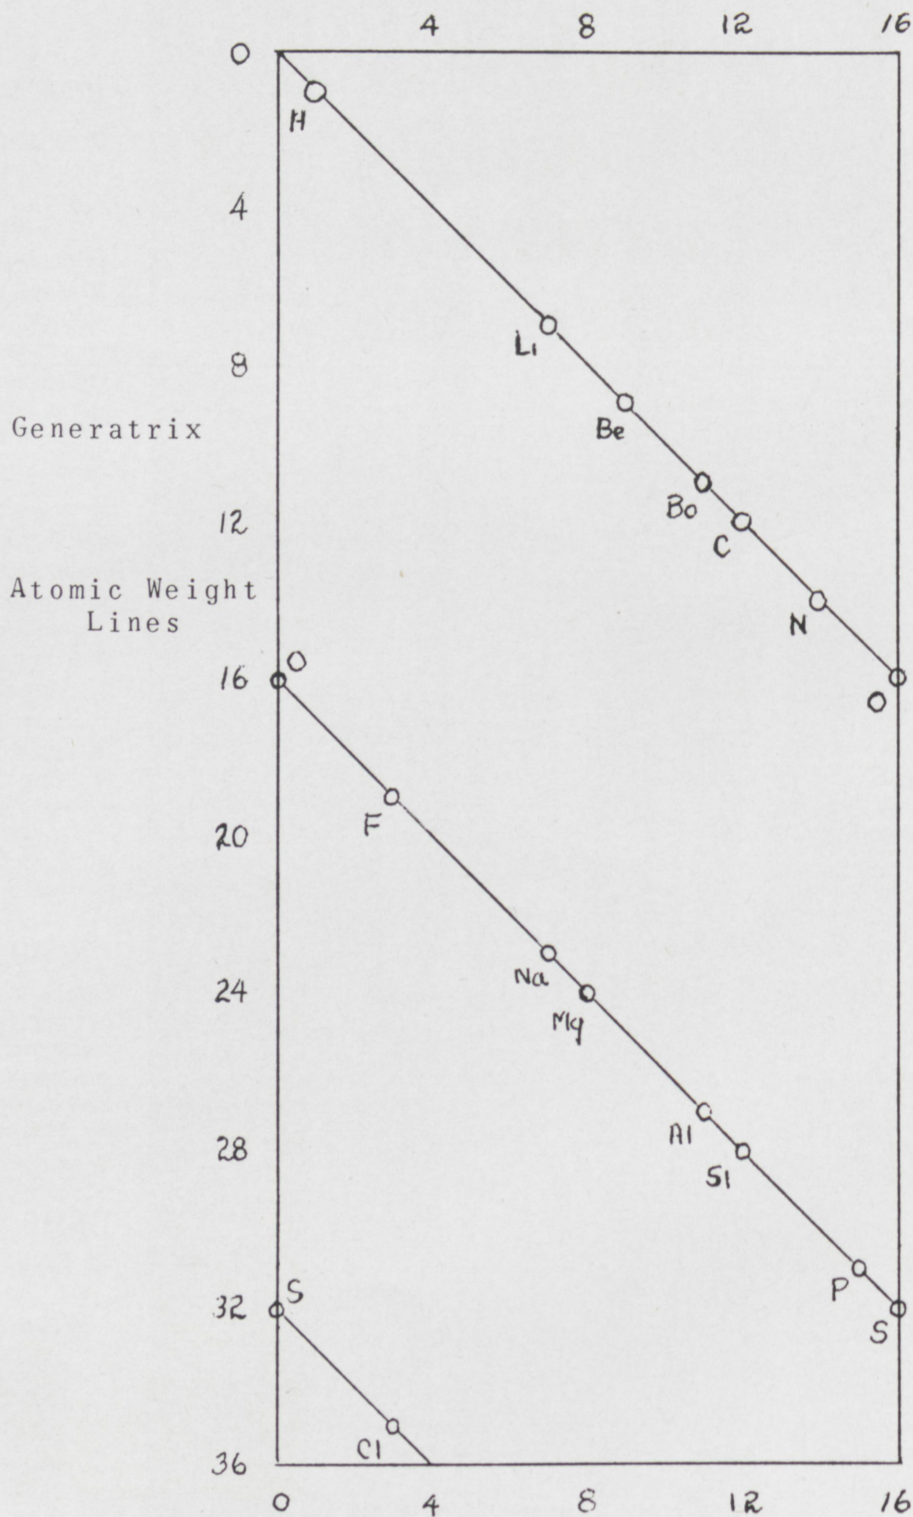 4 8 12 16
0
H
4
Li
8
Generatrix
Be
Bo
12
C
Atomic Weight
Lines
N
O
16
O
F
20
Na
24
Mg
Al
28
Si
P
S
32
S
Cl
36
0 4 8 12 16